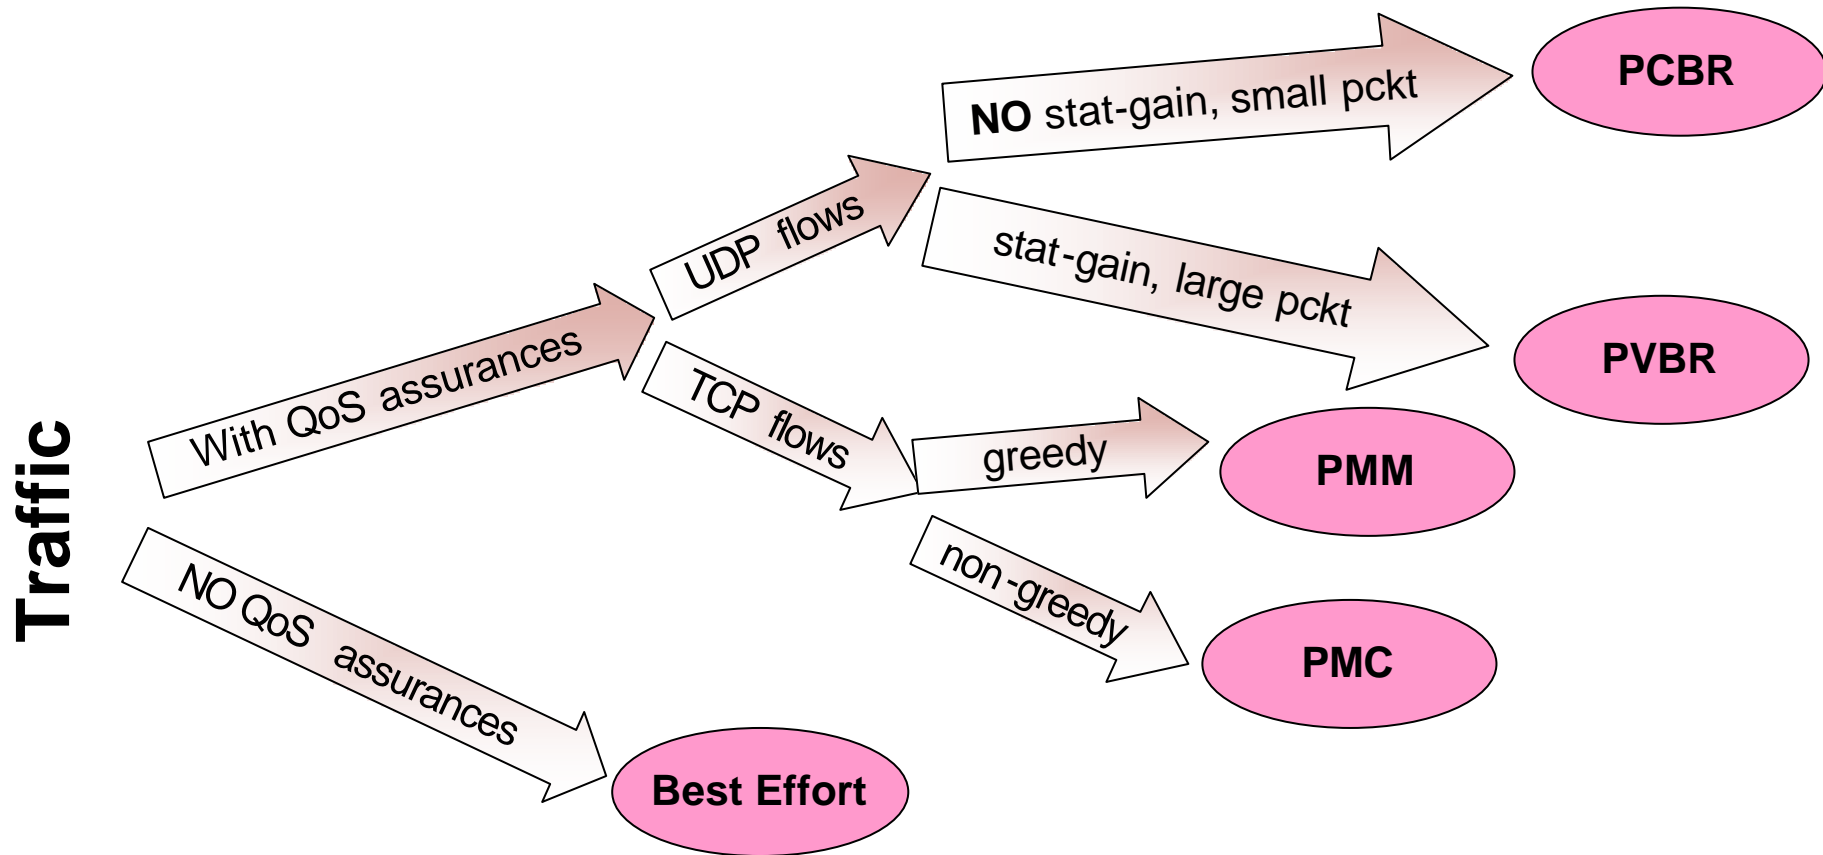 Traffic
With QoS assurances
NO QoS assurances
UDP flows
TCP flows
NO stat-gain, small pckt
stat-gain, large pckt
greedy
non-greedy
PCBR
PVBR
PMM
PMC
Best Effort